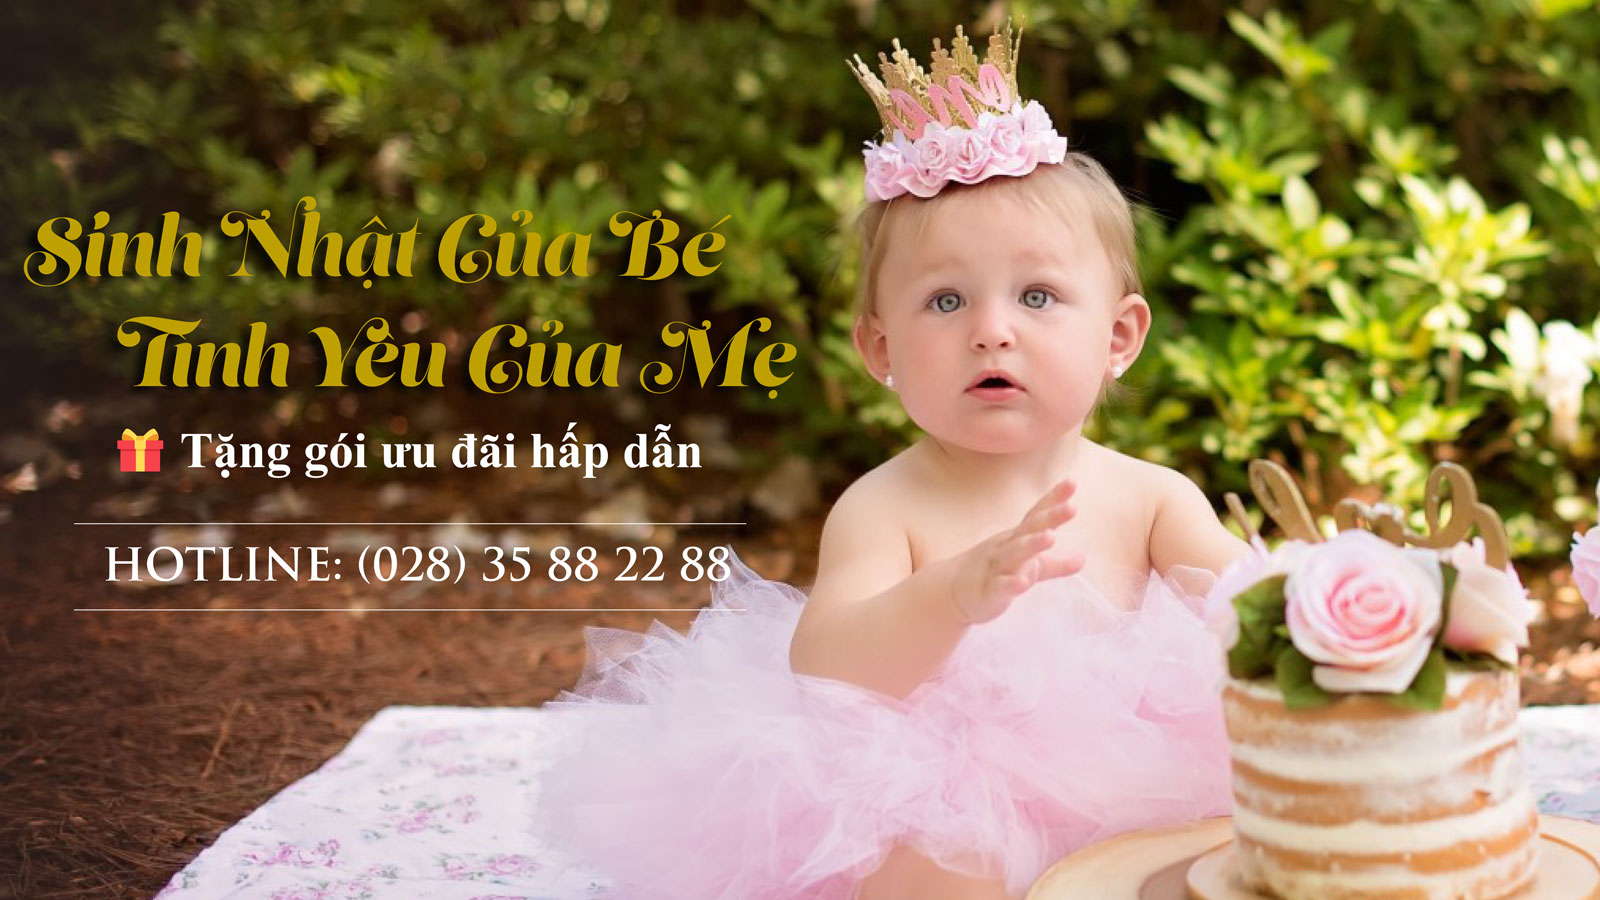 Sinh Nhật Của Bé
Tình Yêu Của Mẹ
Tặng gói ưu đãi hấp dẫn
HOTLINE: (028) 35 88 22 88